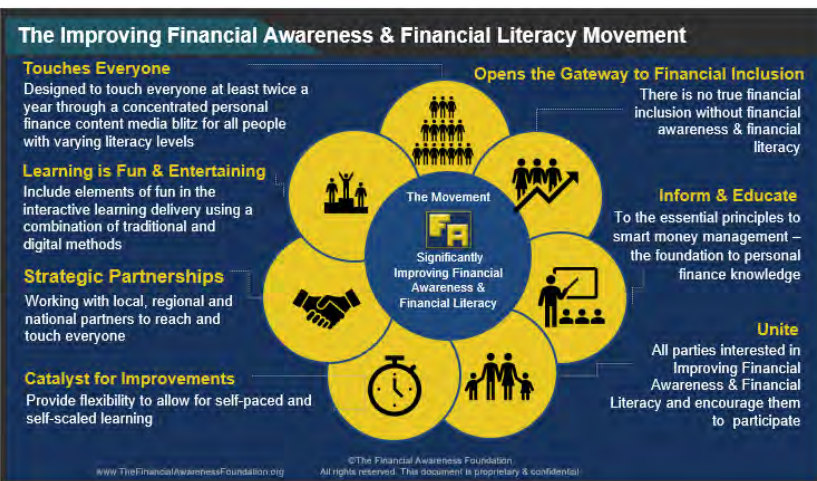 The Improving Financial Awareness & Financial Literacy Movement
Touches Everyone
Designed to touch everyone at least twice a
year through a concentrated personal
finance content media blitz for all people
with varying literacy levels
Learning is Fun & Entertaining
Include elements of fun in the
interactive learning delivery using a
combination of traditional and
digital methods
Strategic Partnerships
Working with local, regional and
national partners to reach and
touch everyone
Catalyst for Improvements
Provide flexibility to allow for self-paced and
self-scaled learning
The Movement
FA
Significantly
Improving Financial
Awareness &
Financial Literacy
Opens the Gateway to Financial Inclusion
There is no true financial
inclusion without financial
awareness & financial
literacy
Inform & Educate
To the essential principles to
smart money management –
the foundation to personal
finance knowledge
Unite
All parties interested in
Improving Financial
Awareness & Financial
Literacy and encourage them
to participate
www.TheFinancialAwarenessFoundation.org
©The Financial Awareness Foundation
All rights reserved. This document is proprietary & confidential